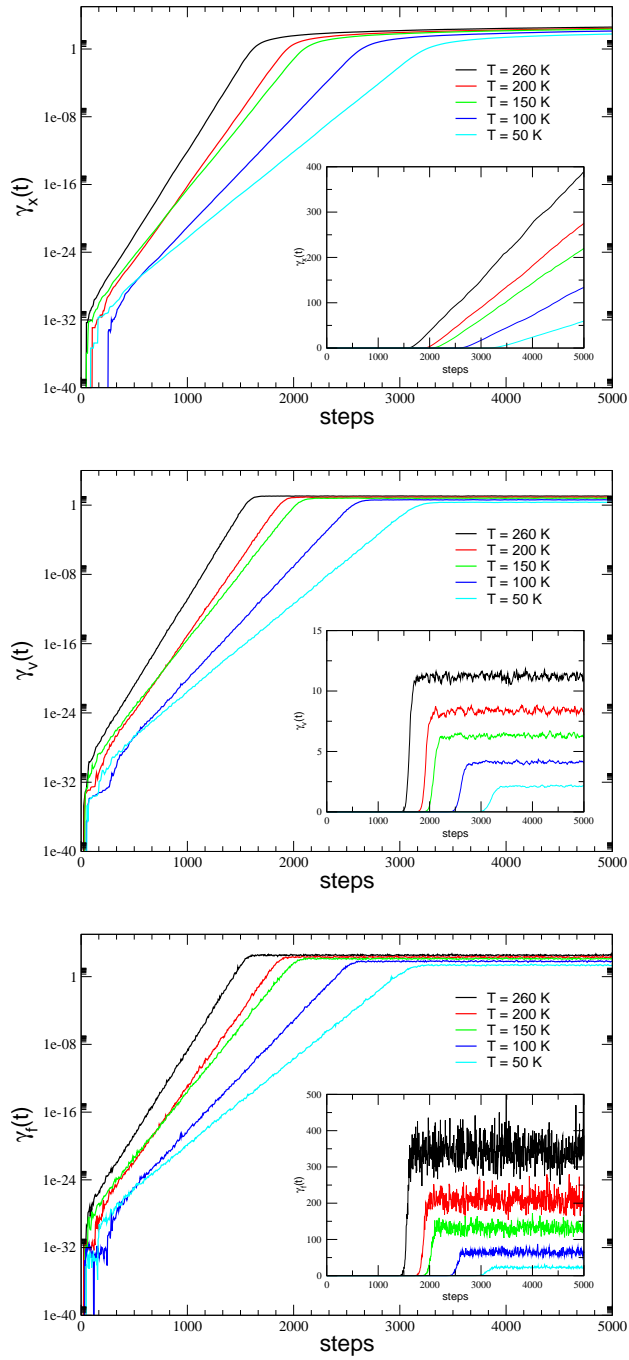 1
1e-08
1e-16
1e-24
1e-32
1e-40
γx(t)
T = 260 K
T = 200 K
T = 150 K
T = 100 K
T = 50 K
400
300
200
100
0
γx(t)
0 1000 2000 3000 4000 5000
steps
0 1000 2000 3000 4000 5000
steps
1
1e-08
1e-16
1e-24
1e-32
1e-40
γv(t)
T = 260 K
T = 200 K
T = 150 K
T = 100 K
T = 50 K
15
10
5
0
γv(t)
0 1000 2000 3000 4000 5000
steps
0 1000 2000 3000 4000 5000
steps
1
1e-08
1e-16
1e-24
1e-32
1e-40
γf(t)
T = 260 K
T = 200 K
T = 150 K
T = 100 K
T = 50 K
500
400
300
200
100
0
γf(t)
0 1000 2000 3000 4000 5000
steps
0 1000 2000 3000 4000 5000
steps